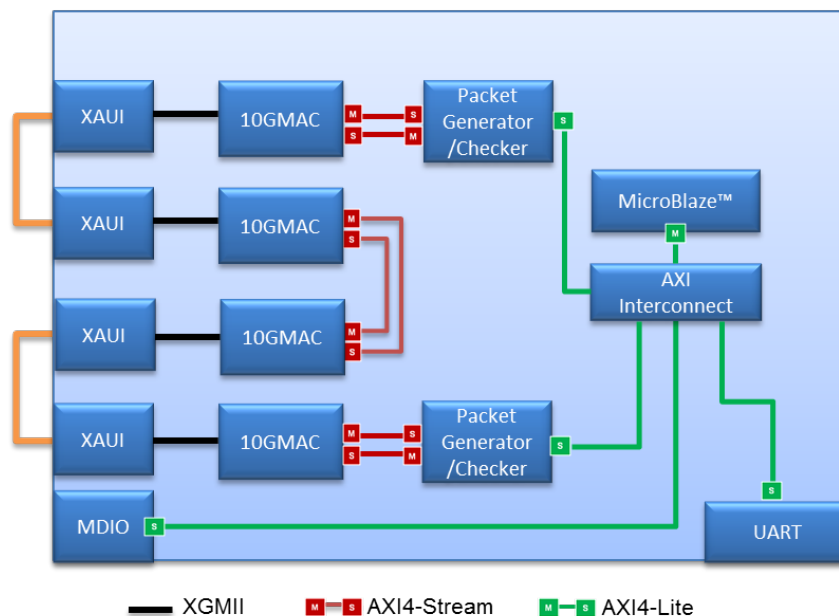 XAUI
10GMAC
M
S
S
M
Packet
Generator
/Checker
S
XAUI
10GMAC
M
S
MicroBlaze™
M
AXI
Interconnect
XAUI
10GMAC
M
S
XAUI
10GMAC
M
S
S
M
Packet
Generator
/Checker
S
MDIO
S
S
UART
XGMII
M
S
AXI4-Stream
M
S
AXI4-Lite